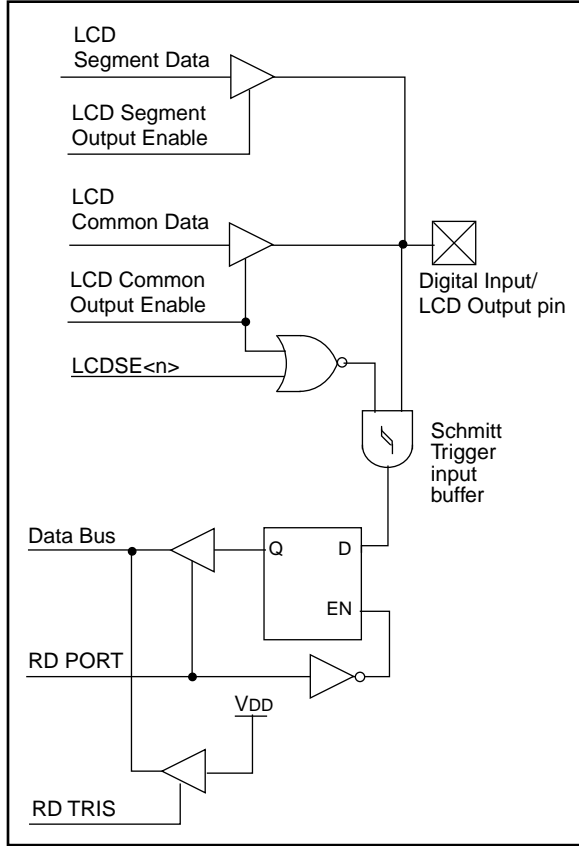 LCD
Segment Data
LCD Segment
Output Enable
LCD
Common Data
LCD Common
Output Enable
Digital Input/
LCD Output pin
LCDSE<n>
Schmitt
Trigger
input
buffer
Data Bus
Q
D
EN
RD PORT
VDD
RD TRIS